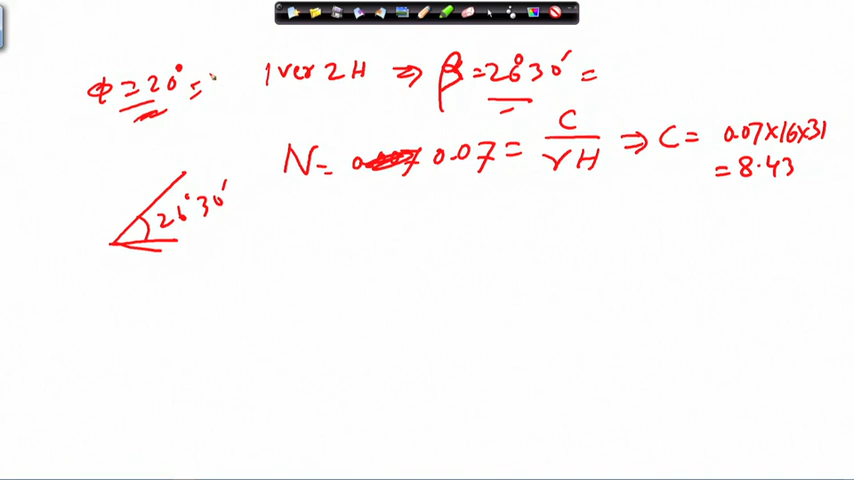 φ = 20° = 1 ver 2 H ⇒ β = 26°30′ =
N = 0.07 = C / γH ⇒ C = 0.07×16×31
= 8.43
26°30′